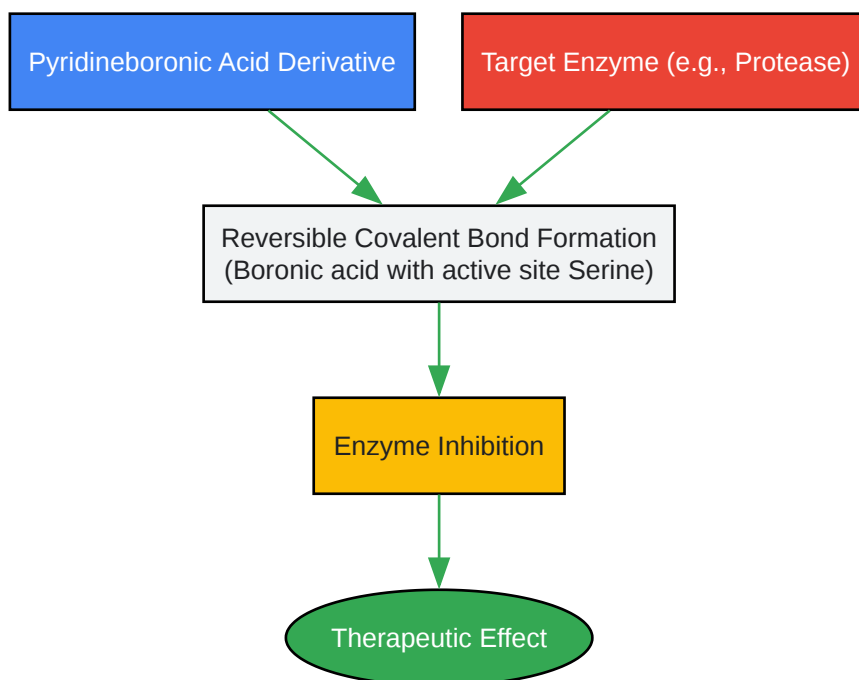 Pyridineboronic Acid Derivative
Target Enzyme (e.g., Protease)
Reversible Covalent Bond Formation
(Boronic acid with active site Serine)
Enzyme Inhibition
Therapeutic Effect